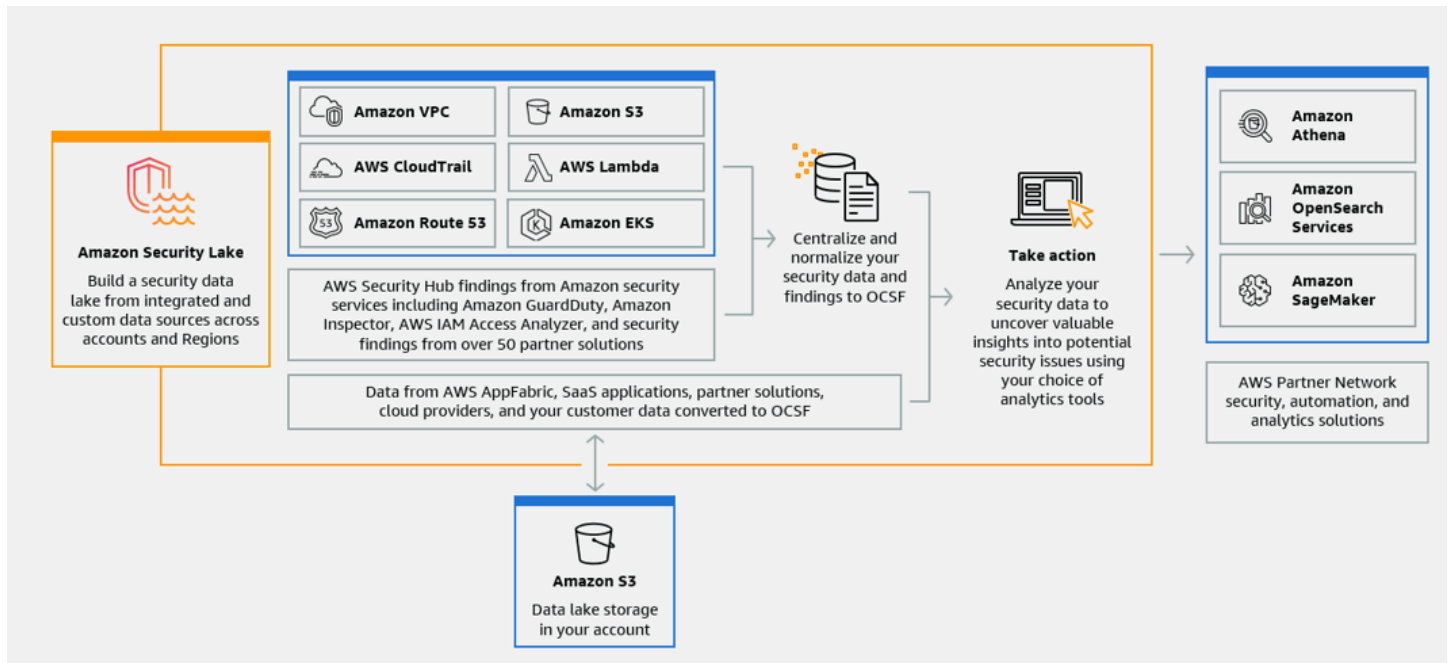 Amazon Security Lake
Build a security data
lake from integrated and
custom data sources across
accounts and Regions
Amazon VPC
Amazon S3
AWS CloudTrail
AWS Lambda
53
Amazon Route 53
K
Amazon EKS
AWS Security Hub findings from Amazon security
services including Amazon GuardDuty, Amazon
Inspector, AWS IAM Access Analyzer, and security
findings from over 50 partner solutions
Data from AWS AppFabric, SaaS applications, partner solutions,
cloud providers, and your customer data converted to OCSF
Centralize and
normalize your
security data and
findings to OCSF
Take action
Analyze your
security data to
uncover valuable
insights into potential
security issues using
your choice of
analytics tools
Amazon
Athena
Amazon
OpenSearch
Services
Amazon
SageMaker
AWS Partner Network
security, automation, and
analytics solutions
Amazon S3
Data lake storage
in your account